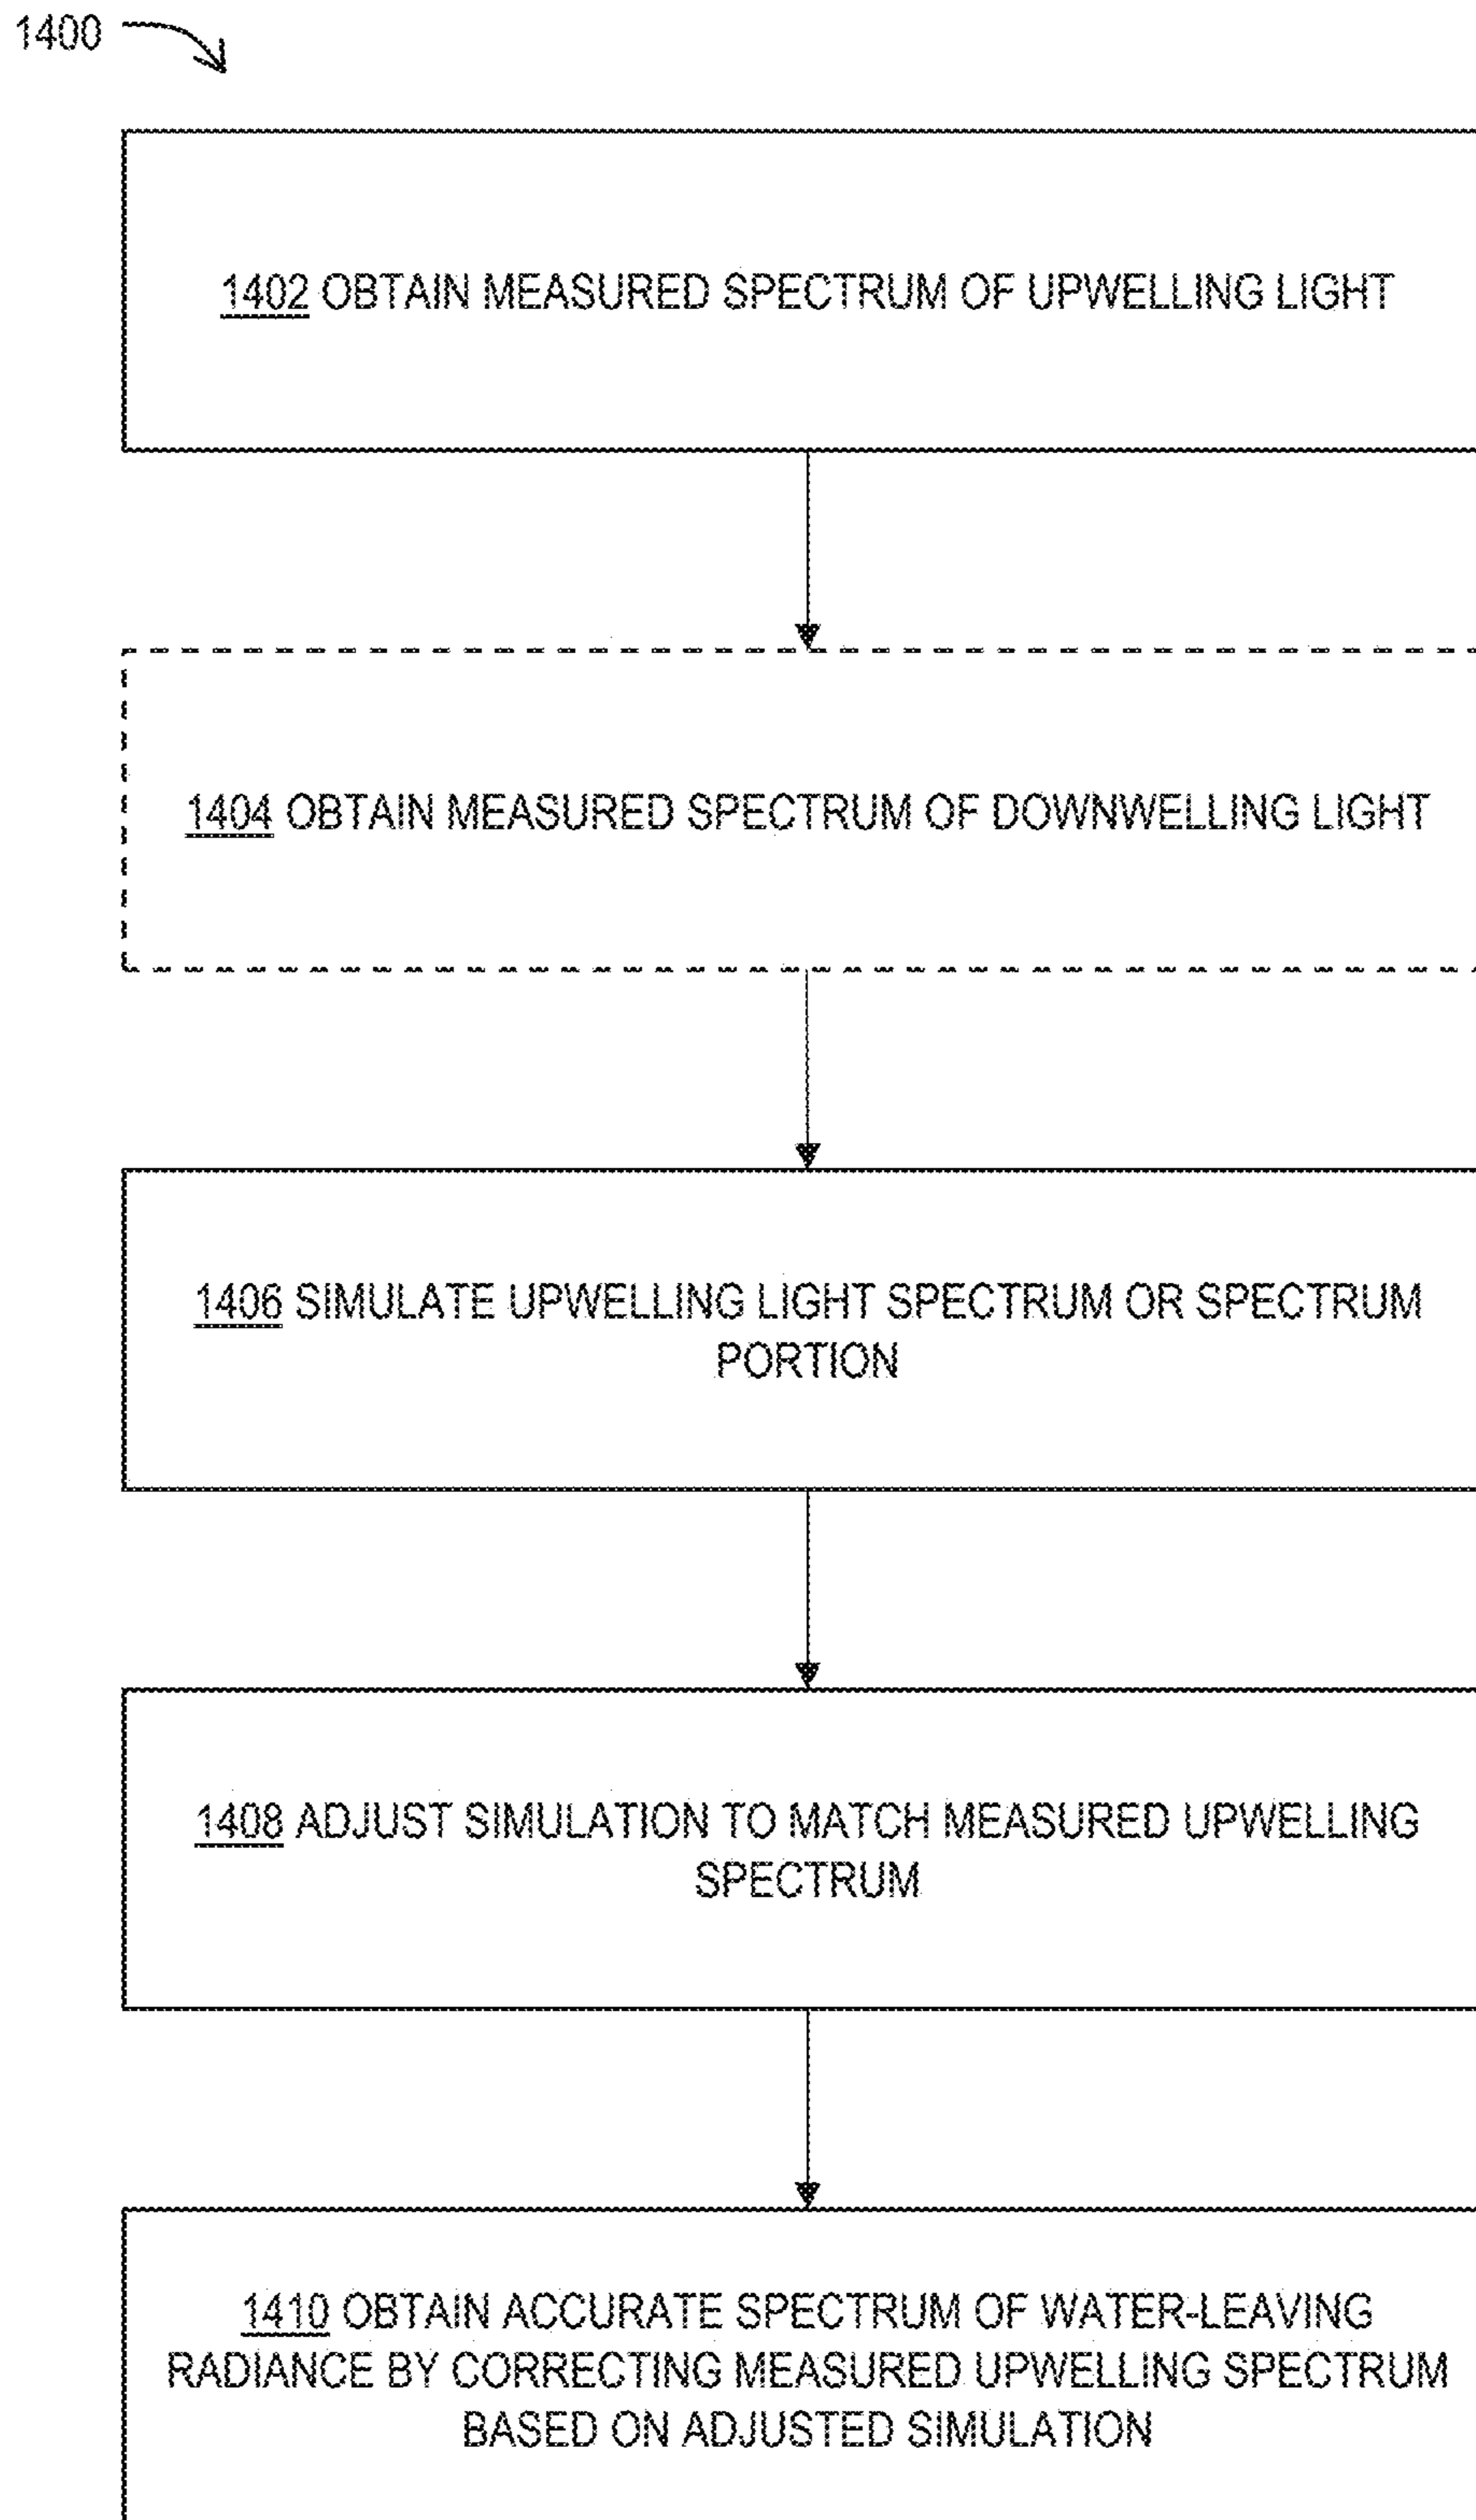 1400
1402 OBTAIN MEASURED SPECTRUM OF UPWELLING LIGHT
1404 OBTAIN MEASURED SPECTRUM OF DOWNWELLING LIGHT
1406 SIMULATE UPWELLING LIGHT SPECTRUM OR SPECTRUM
PORTION
1408 ADJUST SIMULATION TO MATCH MEASURED UPWELLING
SPECTRUM
1410 OBTAIN ACCURATE SPECTRUM OF WATER-LEAVING
RADIANCE BY CORRECTING MEASURED UPWELLING SPECTRUM
BASED ON ADJUSTED SIMULATION